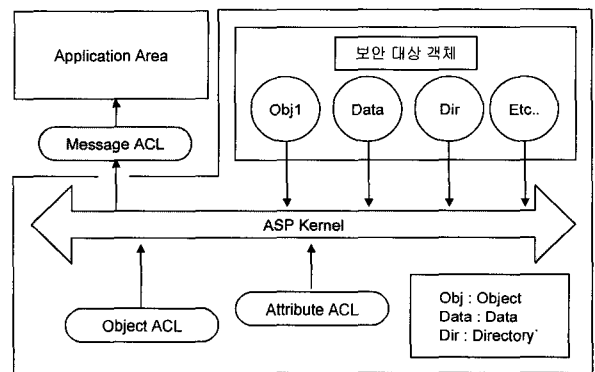 Application Area
보안 대상 객체
Obj1
Data
Dir
Etc..
Message ACL
ASP Kernel
Object ACL
Attribute ACL
Obj : Object
Data : Data
Dir : Directory